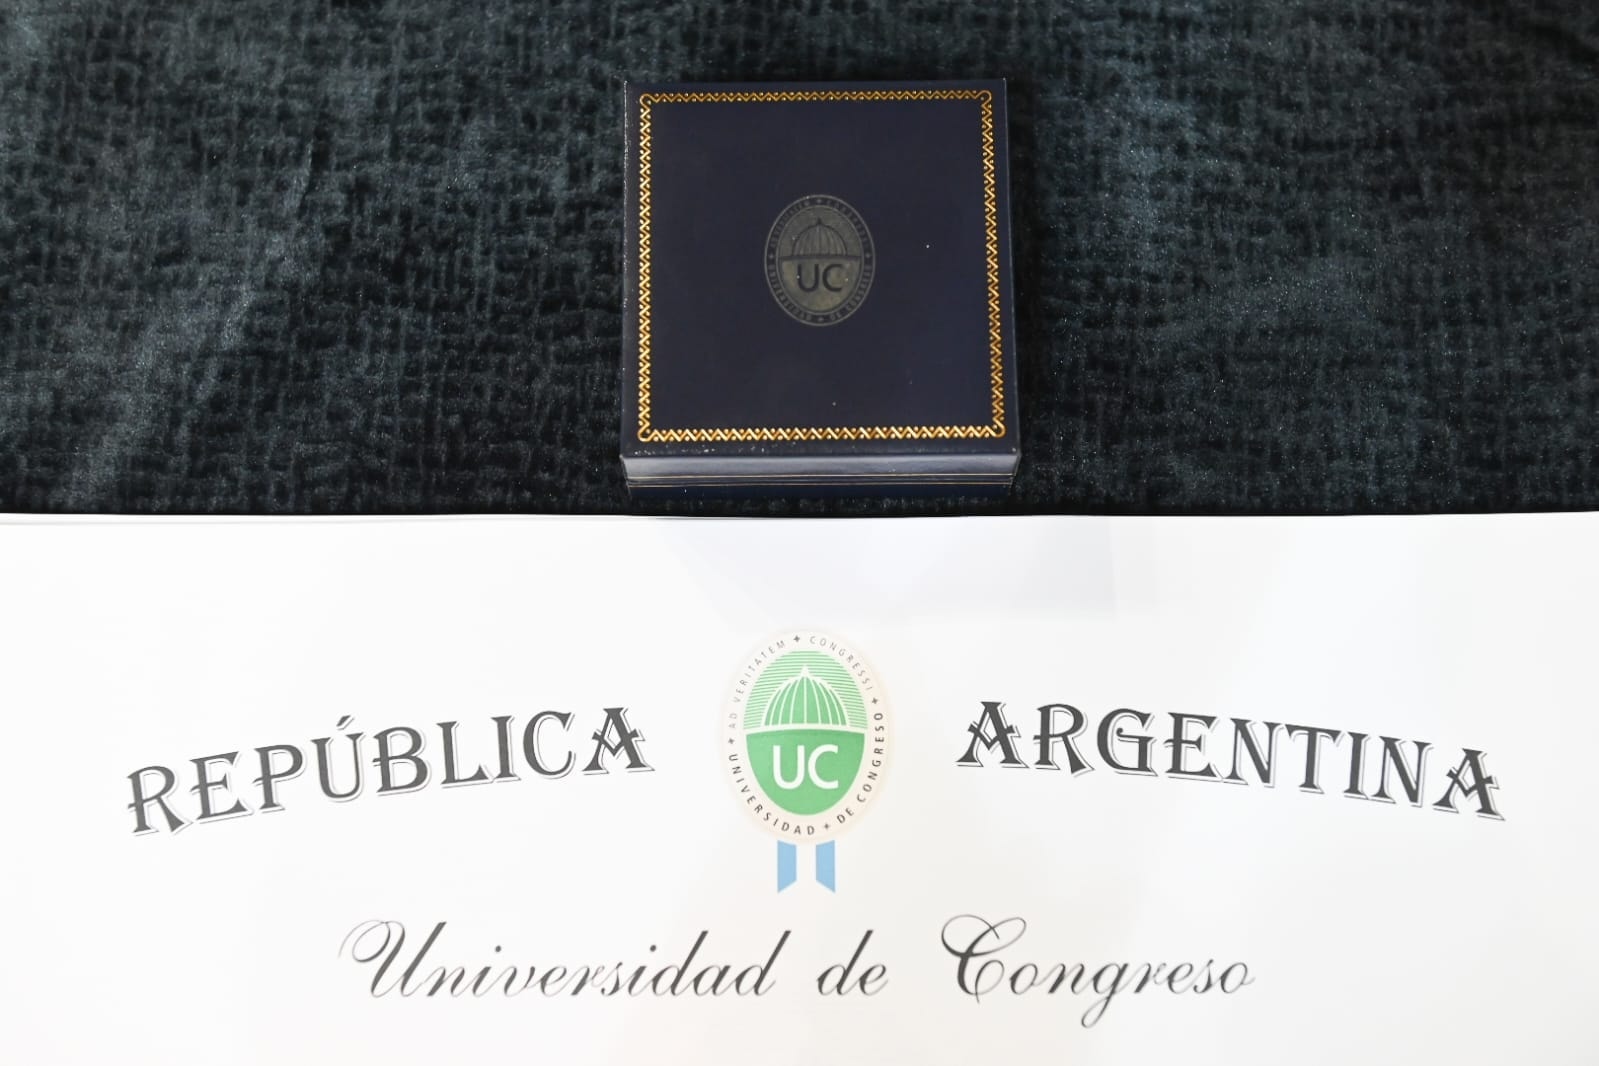 UC
REPÚBLICA ARGENTINA
AD VERITATEM + CONGRESSI + UNIVERSIDAD + DE CONGRESO +
UC
Universidad de Congreso